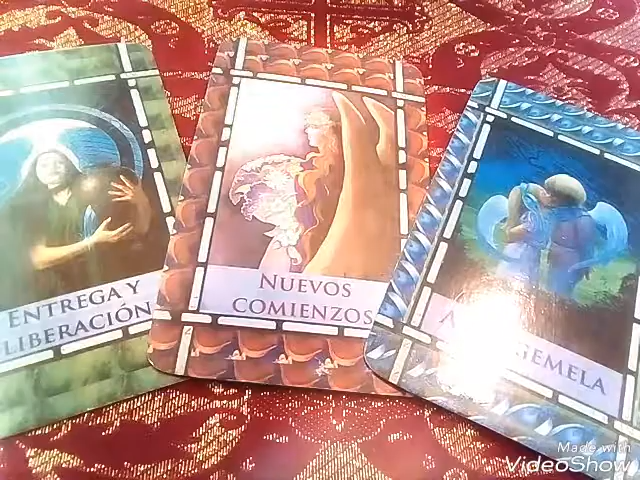 ENTREGA Y
LIBERACIÓN
NUEVOS
COMIENZOS
GEMELA
Made with
VideoShow